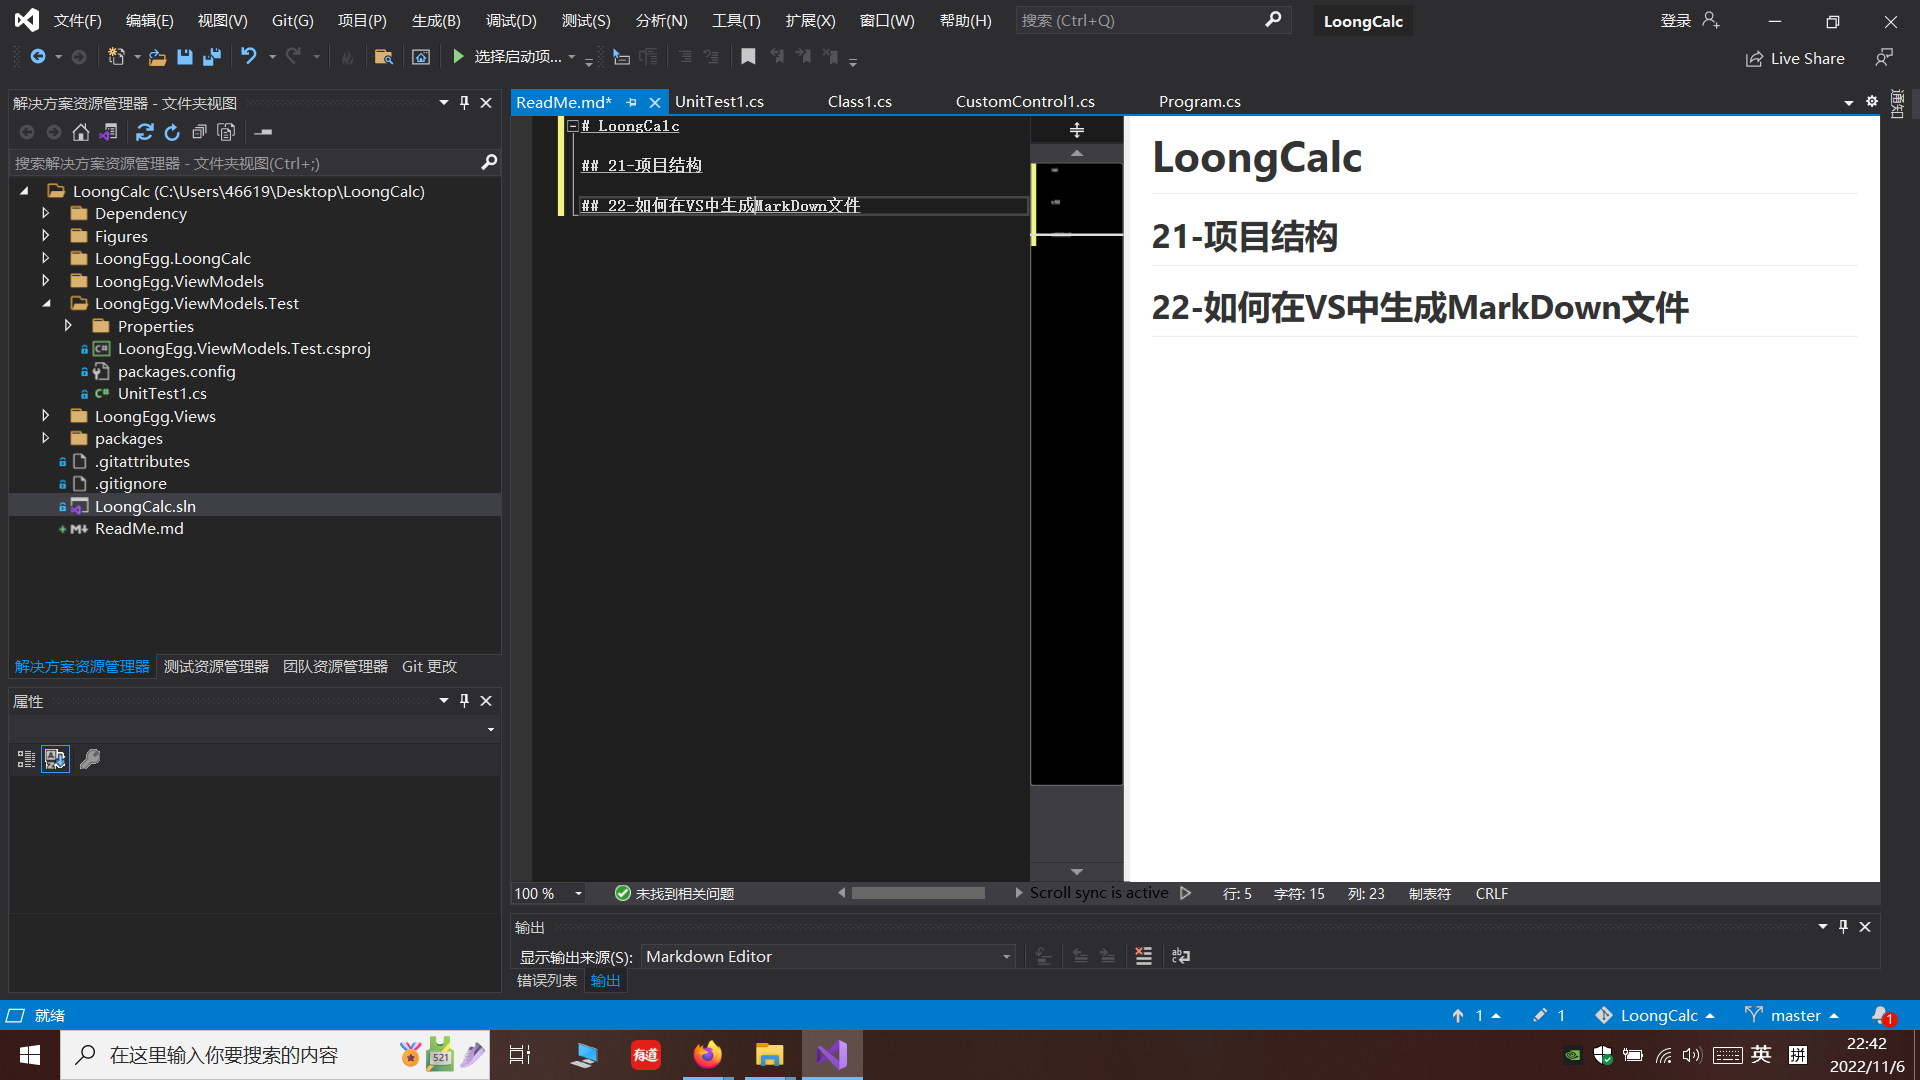 文件(F) 编辑(E) 视图(V) Git(G) 项目(P) 生成(B) 调试(D) 测试(S) 分析(N) 工具(T) 扩展(X) 窗口(W) 帮助(H) 搜索 (Ctrl+Q) LoongCalc 登录
选择启动项... Live Share
解决方案资源管理器 - 文件夹视图
搜索解决方案资源管理器 - 文件夹视图(Ctrl+;)
LoongCalc (C:\Users\46619\Desktop\LoongCalc)
Dependency
Figures
LoongEgg.LoongCalc
LoongEgg.ViewModels
LoongEgg.ViewModels.Test
Properties
LoongEgg.ViewModels.Test.csproj
packages.config
UnitTest1.cs
LoongEgg.Views
packages
.gitattributes
.gitignore
LoongCalc.sln
ReadMe.md
解决方案资源管理器 测试资源管理器 团队资源管理器 Git 更改
属性
ReadMe.md* UnitTest1.cs Class1.cs CustomControl1.cs Program.cs
通知
# LoongCalc
## 21-项目结构
## 22-如何在VS中生成MarkDown文件
LoongCalc
21-项目结构
22-如何在VS中生成MarkDown文件
100 % 未找到相关问题 Scroll sync is active 行: 5 字符: 15 列: 23 制表符 CRLF
输出
显示输出来源(S): Markdown Editor
错误列表 输出
就绪 1 1 LoongCalc master 1
在这里输入你要搜索的内容 521 有道 英 拼 22:42
2022/11/6